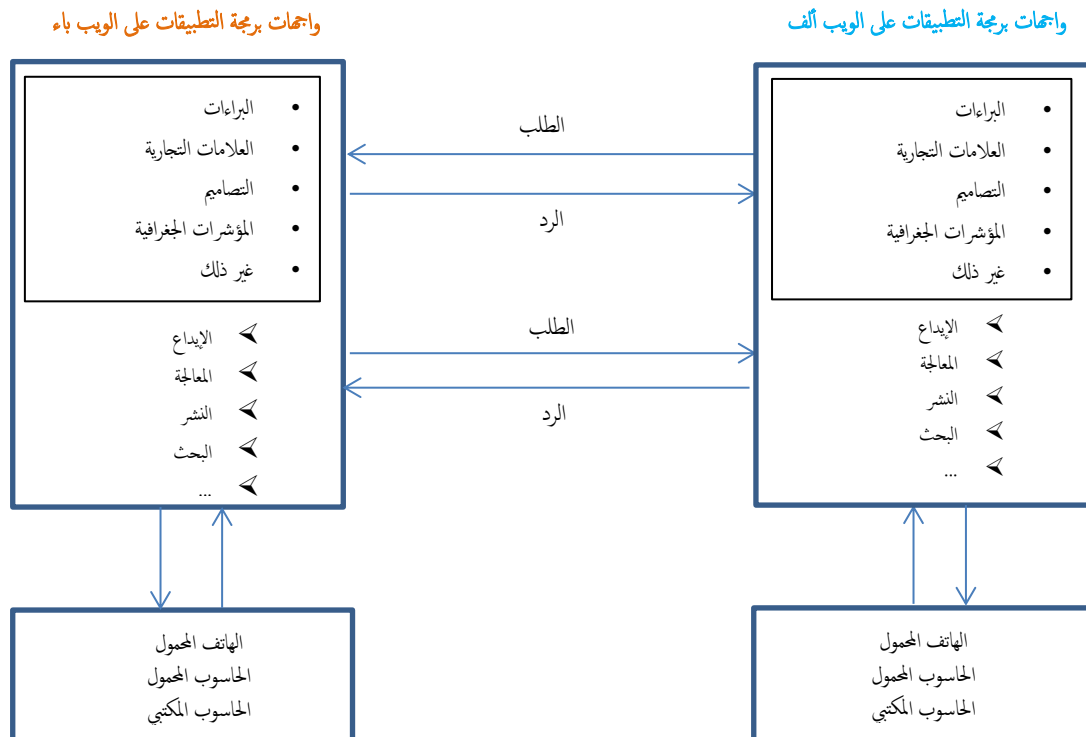 واجهات برمجة التطبيقات على الويب ألف
• البراءات
• العلامات التجارية
• التصاميم
• المؤشرات الجغرافية
• غير ذلك
➢ الإيداع
➢ المعالجة
➢ النشر
➢ البحث
➢ ...
الهاتف المحمول
الحاسوب المحمول
الحاسوب المكتبي
الطلب
الرد
الطلب
الرد
واجهات برمجة التطبيقات على الويب باء
• البراءات
• العلامات التجارية
• التصاميم
• المؤشرات الجغرافية
• غير ذلك
➢ الإيداع
➢ المعالجة
➢ النشر
➢ البحث
➢ ...
الهاتف المحمول
الحاسوب المحمول
الحاسوب المكتبي